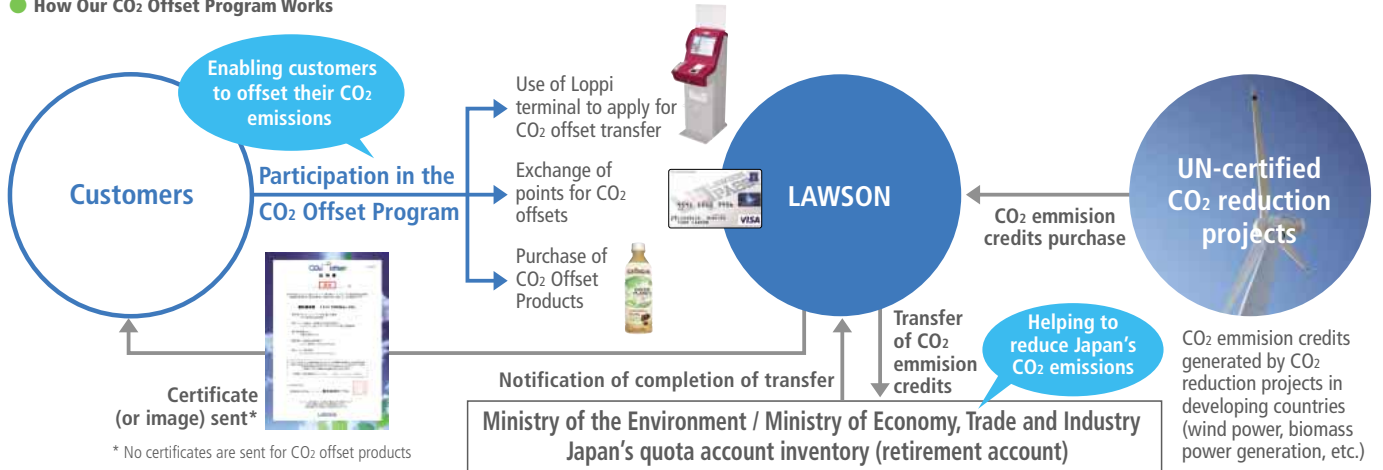 How Our CO2 Offset Program Works
Enabling customers
to offset their CO2
emissions
Customers
Participation in the
CO2 Offset Program
Use of Loppi
terminal to apply for
CO2 offset transfer
Exchange of
points for CO2
offsets
Purchase of
CO2 Offset
Products
VISA
LAWSON
CO2 emmision
credits purchase
UN-certified
CO2 reduction
projects
CO2 emmision credits
generated by CO2
reduction projects in
developing countries
(wind power, biomass
power generation, etc.)
Certificate
(or image) sent*
* No certificates are sent for CO2 offset products
Notification of completion of transfer
Transfer
of CO2
emmision
credits
Helping to
reduce Japan's
CO2 emissions
Ministry of the Environment / Ministry of Economy, Trade and Industry
Japan's quota account inventory (retirement account)